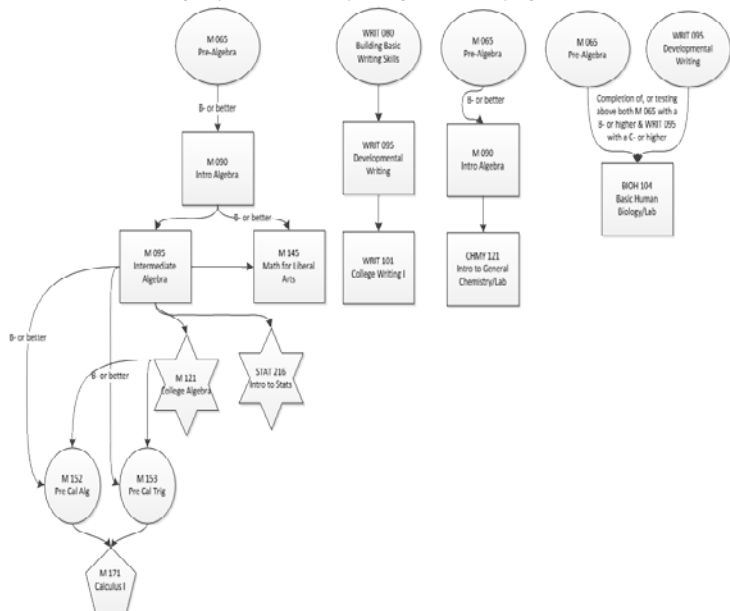 M 065
Pre-Algebra
WRIT 080
Building Basic
Writing Skills
M 065
Pre-Algebra
M 065
Pre-Algebra
WRIT 095
Developmental
Writing
B- or better
B- or better
Completion of, or testing
above both M 065 with a
B- or higher & WRIT 095
with a C- or higher
M 090
Intro Algebra
WRIT 095
Developmental
Writing
M 090
Intro Algebra
BIOH 104
Basic Human
Biology/Lab
B- or better
M 095
Intermediate
Algebra
M 145
Math for Liberal
Arts
WRIT 101
College Writing I
CHMY 121
Intro to General
Chemistry/Lab
B- or better
B- or better
M 121
College Algebra
STAT 216
Intro to Stats
M 152
Pre Cal Alg
M 153
Pre Cal Trig
M 171
Calculus I